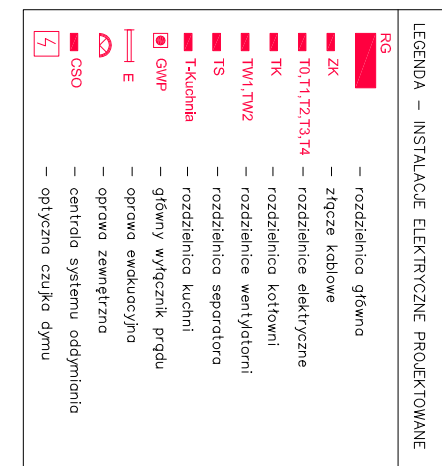 LEGENDA – INSTALACJE ELEKTRYCZNE PROJEKTOWANE
RG – rozdzielnica główna
ZK – złącze kablowe
T0,T1,T2,T3,T4 – rozdzielnice elektryczne
TK – rozdzielnica kotłowni
TW1,TW2 – rozdzielnice wentylatorni
TS – rozdzielnica separatora
T-Kuchnia – rozdzielnica kuchni
GWP – główny wyłącznik prądu
E – oprawa ewakuacyjna
– oprawa zewnętrzna
CSO – centrala systemu oddymiania
– optyczna czujka dymu